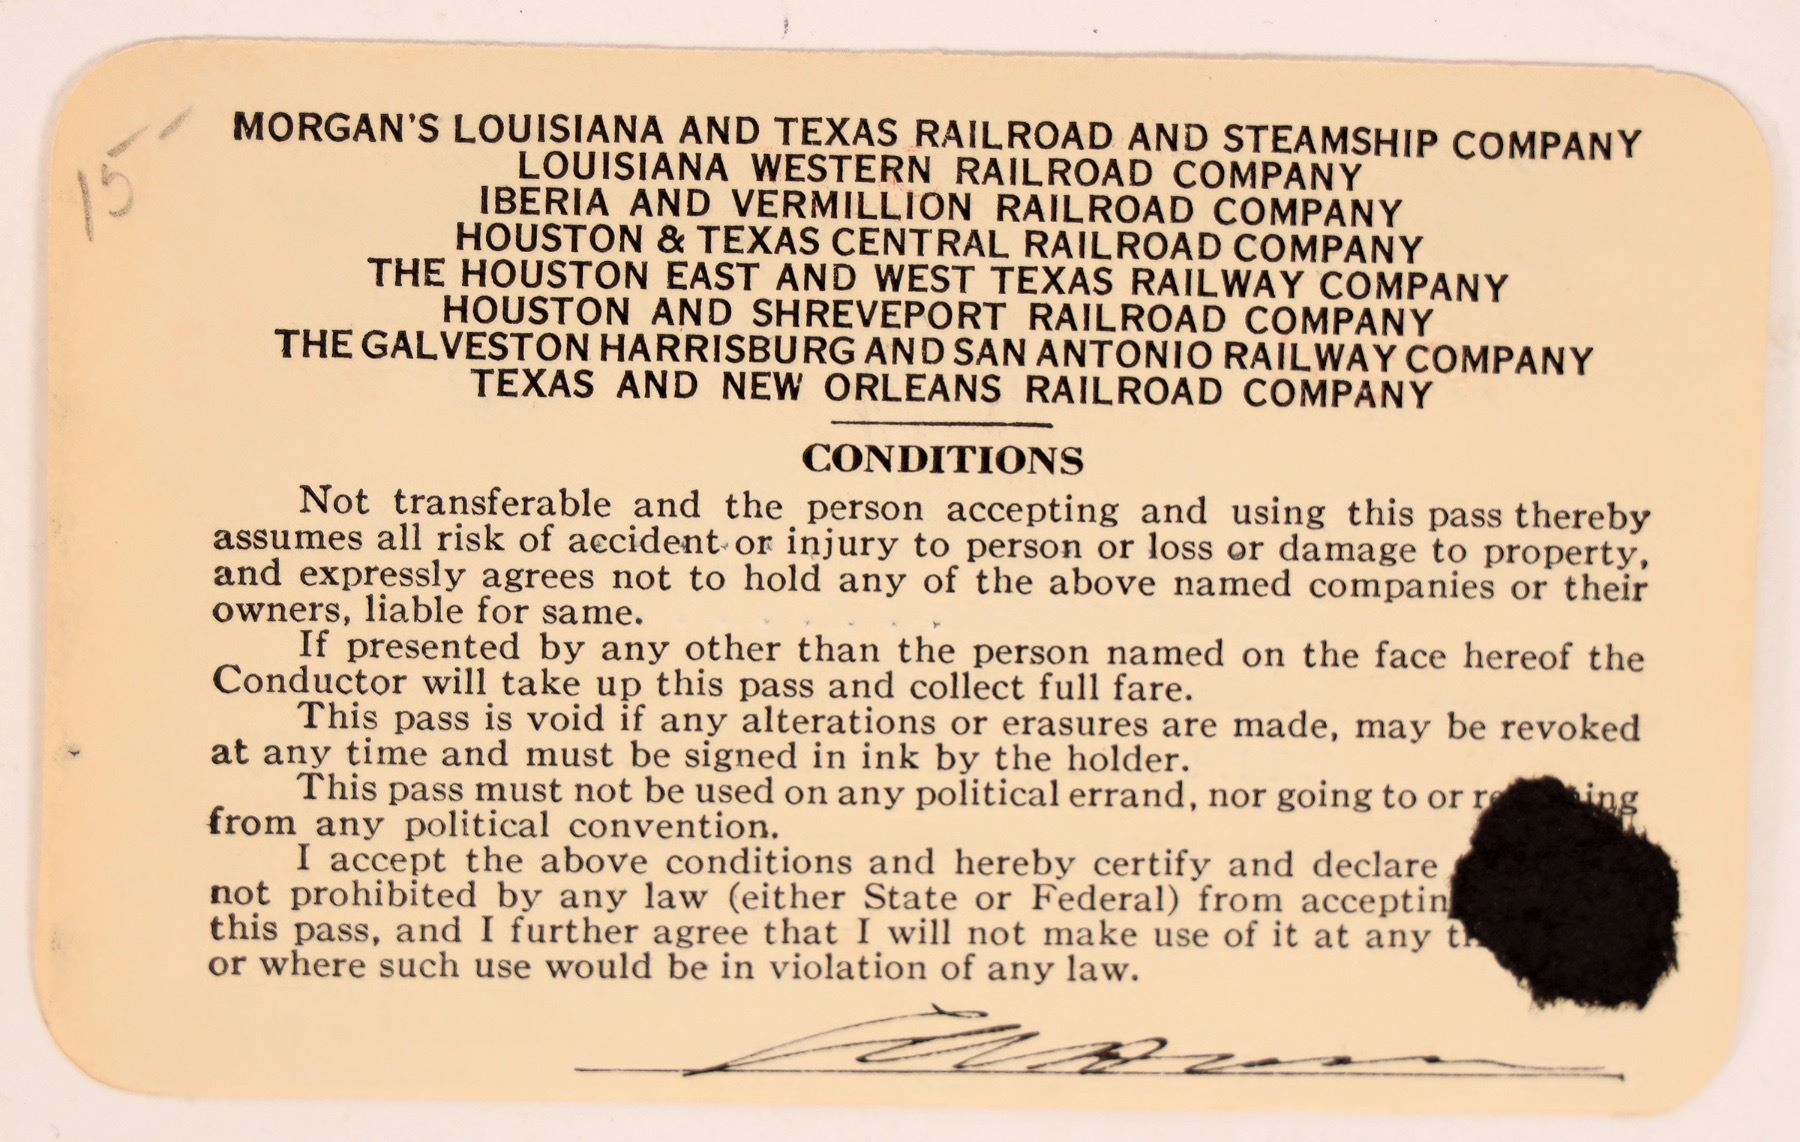 15-
MORGAN'S LOUISIANA AND TEXAS RAILROAD AND STEAMSHIP COMPANY
LOUISIANA WESTERN RAILROAD COMPANY
IBERIA AND VERMILLION RAILROAD COMPANY
HOUSTON & TEXAS CENTRAL RAILROAD COMPANY
THE HOUSTON EAST AND WEST TEXAS RAILWAY COMPANY
HOUSTON AND SHREVEPORT RAILROAD COMPANY
THE GALVESTON HARRISBURG AND SAN ANTONIO RAILWAY COMPANY
TEXAS AND NEW ORLEANS RAILROAD COMPANY
CONDITIONS
Not transferable and the person accepting and using this pass thereby
assumes all risk of accident or injury to person or loss or damage to property,
and expressly agrees not to hold any of the above named companies or their
owners, liable for same.
If presented by any other than the person named on the face hereof the
Conductor will take up this pass and collect full fare.
This pass is void if any alterations or erasures are made, may be revoked
at any time and must be signed in ink by the holder.
This pass must not be used on any political errand, nor going to or
from any political convention.
I accept the above conditions and hereby certify and declare
not prohibited by any law (either State or Federal) from
this pass, and I further agree that I will not make use of it at any
or where such use would be in violation of any law.